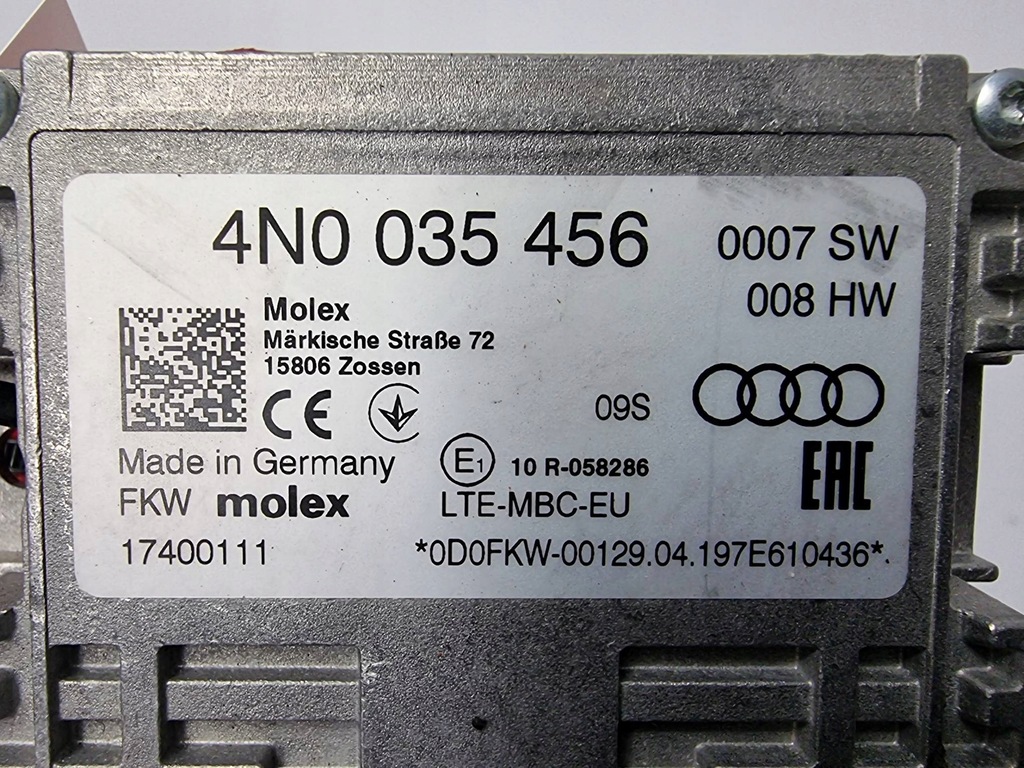 4N0 035 456 0007 SW
008 HW
Molex
Märkische Straße 72
15806 Zossen
CE
09S
EAC
Made in Germany
E1 10 R-058286
FKW molex LTE-MBC-EU
17400111 *0D0FKW-00129.04.197E610436*